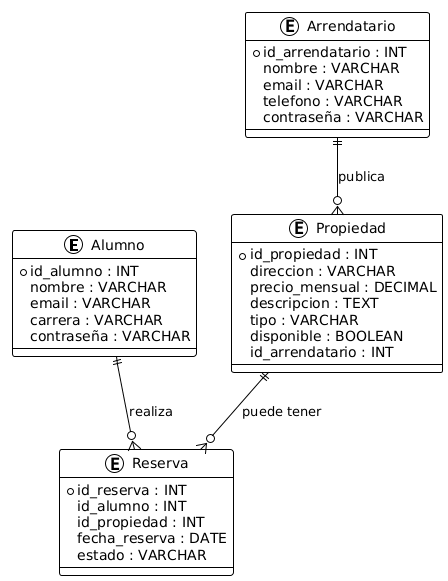 E Arrendatario
id_arrendatario : INT
nombre : VARCHAR
email : VARCHAR
telefono : VARCHAR
contraseña : VARCHAR
publica
E Alumno
id_alumno : INT
nombre : VARCHAR
email : VARCHAR
carrera : VARCHAR
contraseña : VARCHAR
E Propiedad
id_propiedad : INT
direccion : VARCHAR
precio_mensual : DECIMAL
descripcion : TEXT
tipo : VARCHAR
disponible : BOOLEAN
id_arrendatario : INT
realiza
puede tener
E Reserva
id_reserva : INT
id_alumno : INT
id_propiedad : INT
fecha_reserva : DATE
estado : VARCHAR